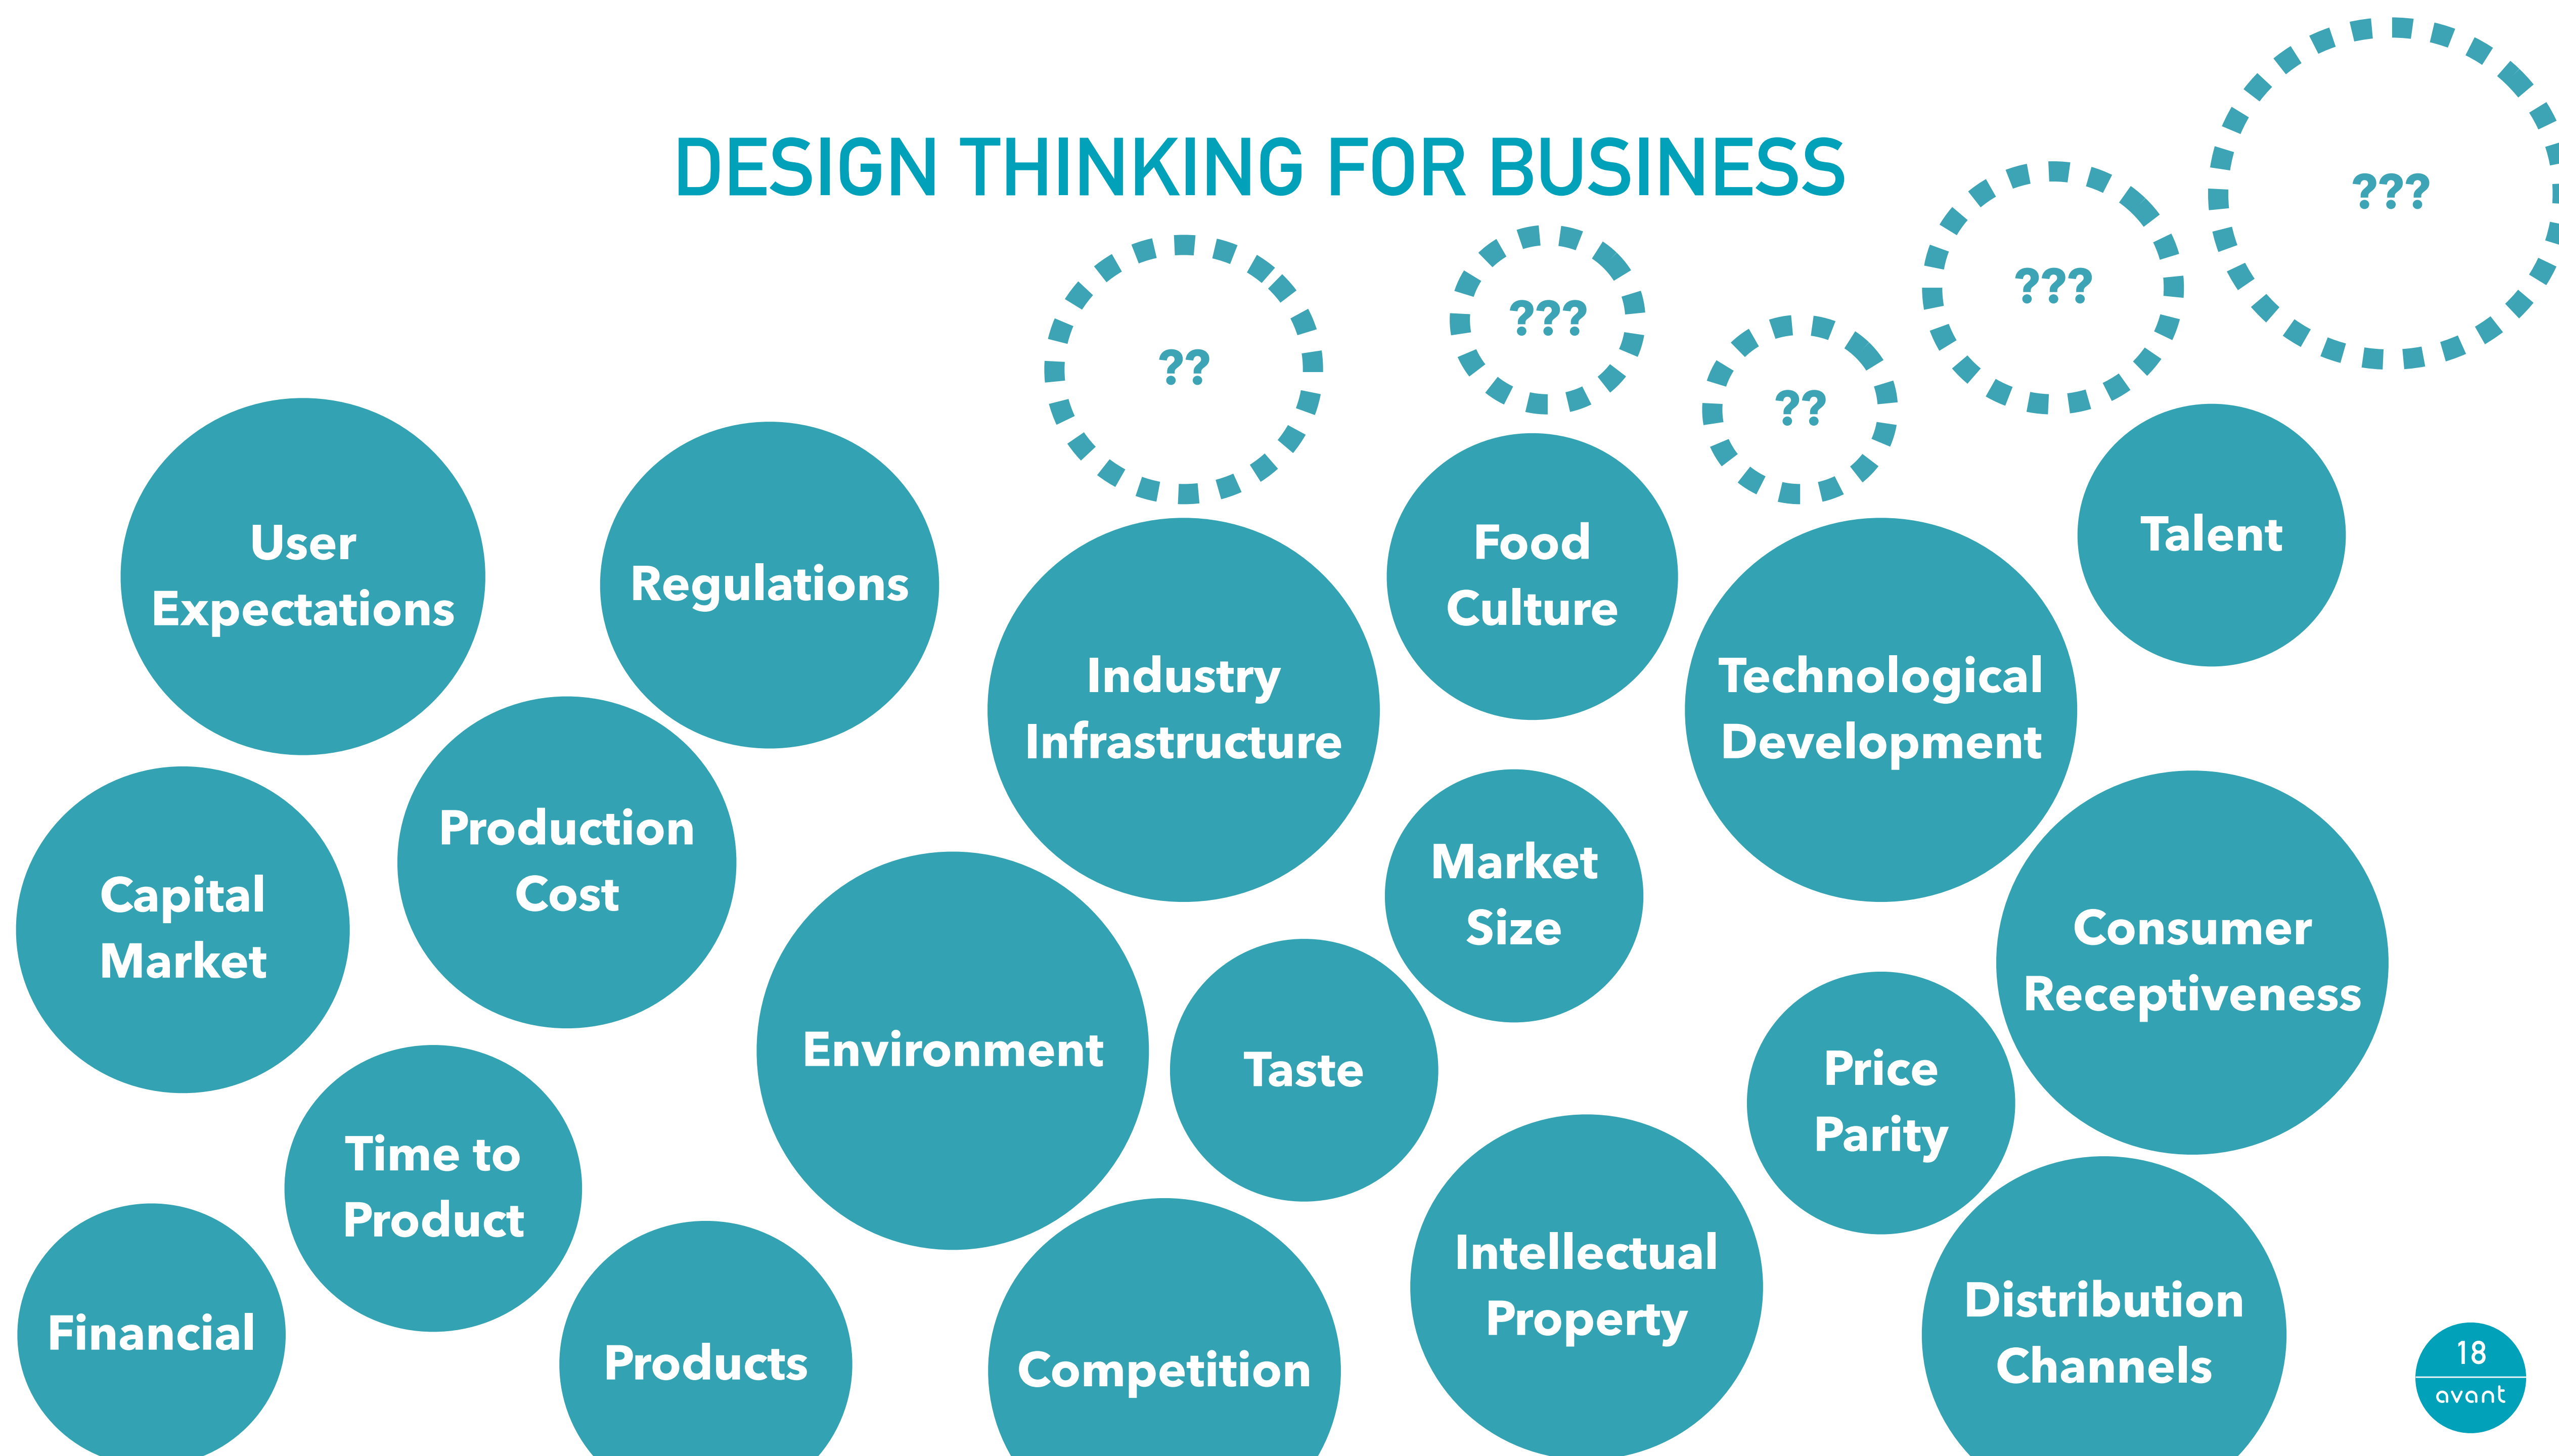 DESIGN THINKING FOR BUSINESS
???
???
???
??
??
User
Expectations
Regulations
Industry
Infrastructure
Food
Culture
Technological
Development
Talent
Capital
Market
Production
Cost
Environment
Taste
Market
Size
Consumer
Receptiveness
Price
Parity
Time to
Product
Financial
Products
Competition
Intellectual
Property
Distribution
Channels
18
avant